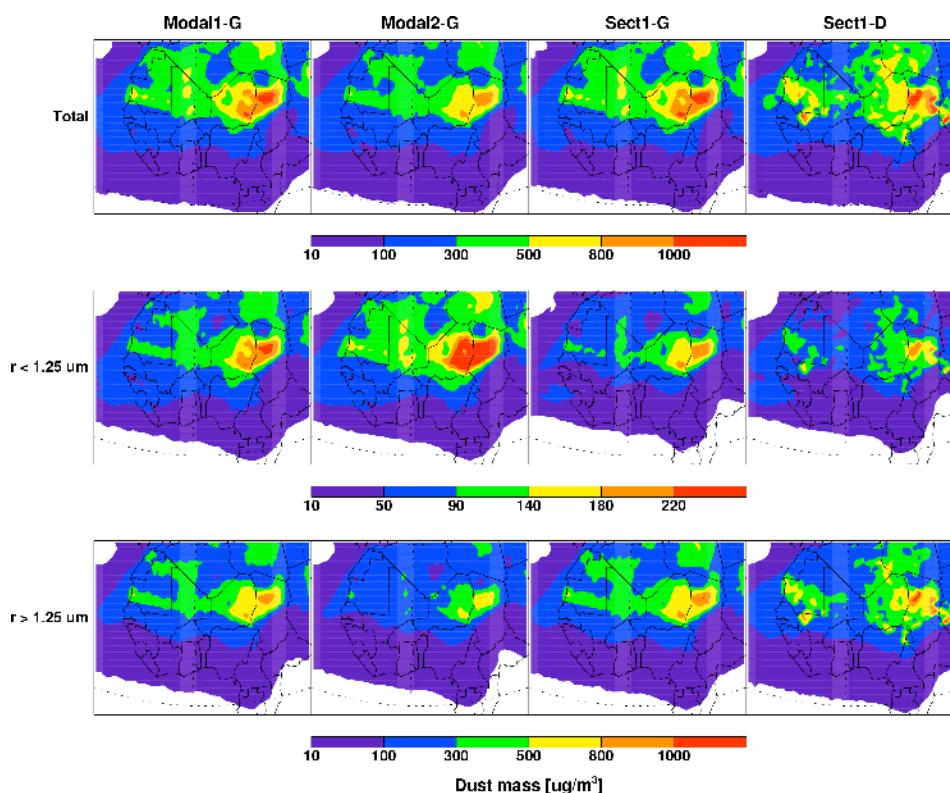 Modal1-G Modal2-G Sect1-G Sect1-D
Total
10 100 300 500 800 1000
r < 1.25 um
10 50 90 140 180 220
r > 1.25 um
10 100 300 500 800 1000
Dust mass [ug/m³]